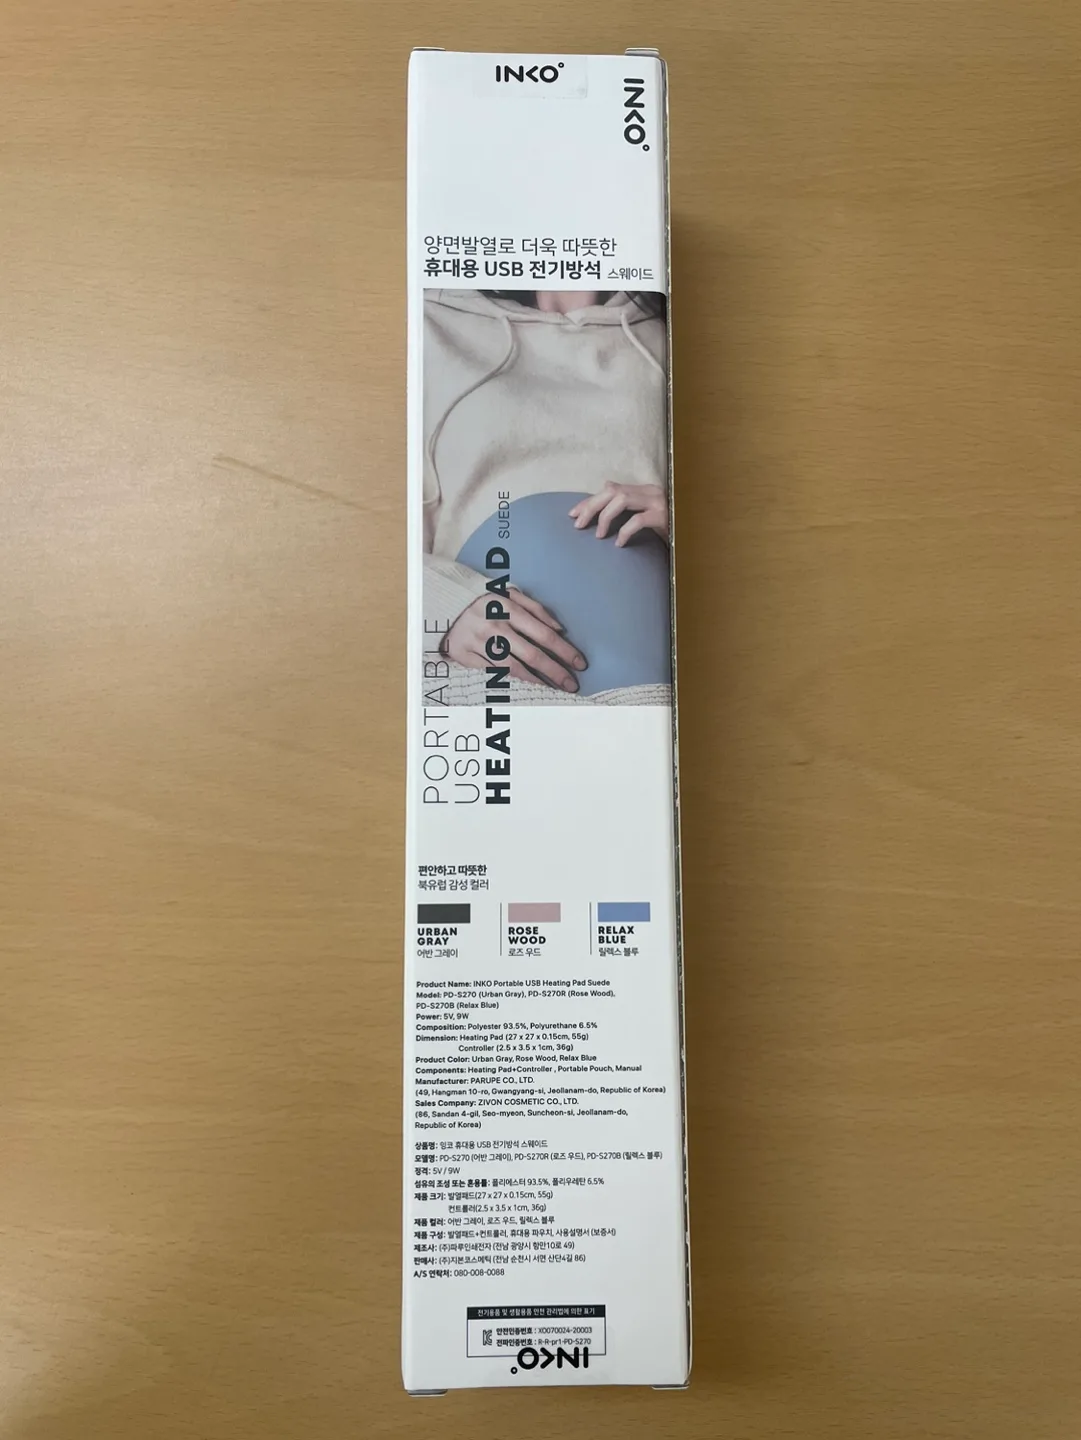 INKO
INKO
양면발열로 더욱 따뜻한
휴대용 USB 전기방석 스웨이드
PORTABLE
USB
HEATING PAD SUEDE
편안하고 따뜻한
북유럽 감성 컬러
URBAN
GRAY
어반 그레이
ROSE
WOOD
로즈 우드
RELAX
BLUE
릴렉스 블루
Product Name: INKO Portable USB Heating Pad Suede
Model: PD-S270 (Urban Gray), PD-S270R (Rose Wood),
PD-S270B (Relax Blue)
Power: 5V, 9W
Composition: Polyester 93.5%, Polyurethane 6.5%
Dimension: Heating Pad (27 x 27 x 0.15cm, 55g)
Controller (2.5 x 3.5 x 1cm, 36g)
Product Color: Urban Gray, Rose Wood, Relax Blue
Components: Heating Pad+Controller , Portable Pouch, Manual
Manufacturer: PARUPE CO., LTD.
(49, Hangman 10-ro, Gwangyang-si, Jeollanam-do, Republic of Korea)
Sales Company: ZIVON COSMETIC CO., LTD.
(86, Sandan 4-gil, Seo-myeon, Suncheon-si, Jeollanam-do,
Republic of Korea)
상품명: 잉코 휴대용 USB 전기방석 스웨이드
모델명: PD-S270 (어반 그레이), PD-S270R (로즈 우드), PD-S270B (릴렉스 블루)
정격: 5V / 9W
섬유의 조성 또는 혼용률: 폴리에스터 93.5%, 폴리우레탄 6.5%
제품 크기: 발열패드(27 x 27 x 0.15cm, 55g)
컨트롤러(2.5 x 3.5 x 1cm, 36g)
제품 컬러: 어반 그레이, 로즈 우드, 릴렉스 블루
제품 구성: 발열패드+컨트롤러, 휴대용 파우치, 사용설명서 (보증서)
제조사: (주)파루인쇄전자 (전남 광양시 항만10로 49)
판매사: (주)지본코스메틱 (전남 순천시 서면 산단4길 86)
A/S 연락처: 080-008-0088
전기용품 및 생활용품 안전 관리법에 의한 표기
안전인증번호 : XO070024-20003
전파인증번호 : R-R-pr1-PD-S270
INKO